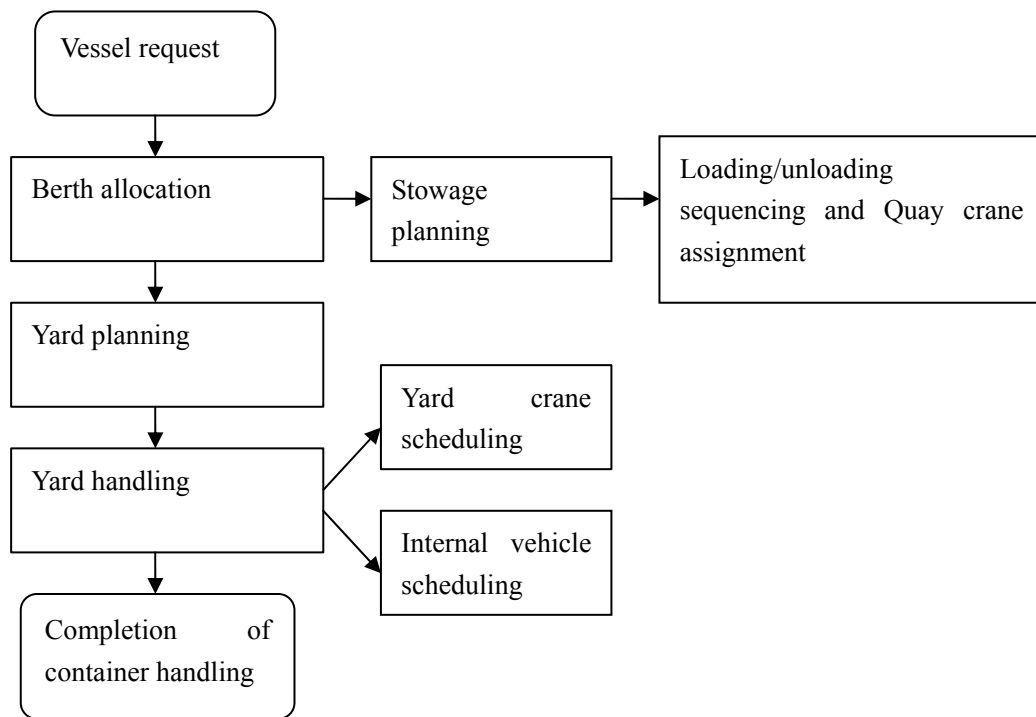 Vessel request
Berth allocation
Stowage
planning
Loading/unloading
sequencing and Quay crane
assignment
Yard planning
Yard crane
scheduling
Yard handling
Internal vehicle
scheduling
Completion of
container handling